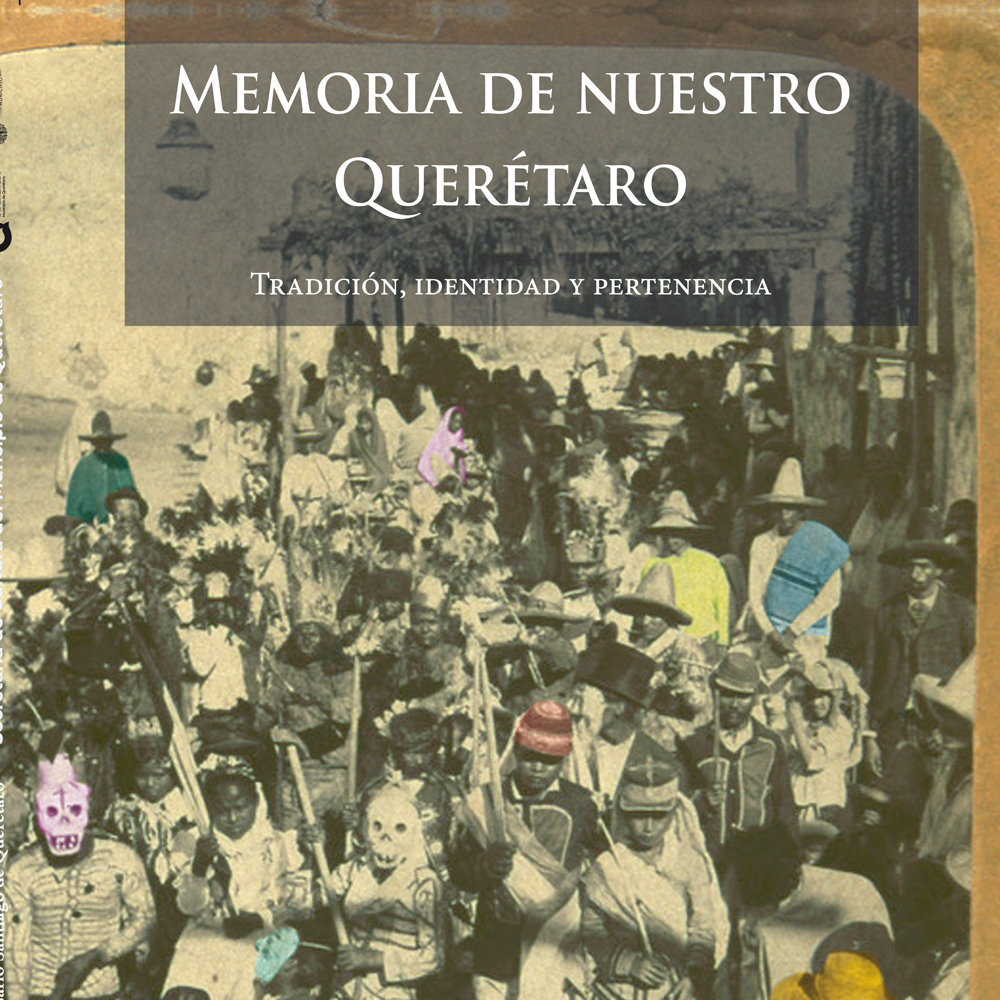 MEMORIA DE NUESTRO
QUERÉTARO
TRADICIÓN, IDENTIDAD Y PERTENENCIA